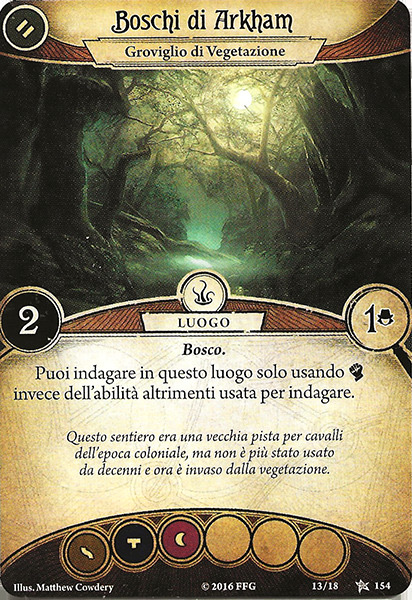 Boschi di Arkham
Groviglio di Vegetazione
2
LUOGO
1
Bosco.
Puoi indagare in questo luogo solo usando
invece dell'abilità altrimenti usata per indagare.
Questo sentiero era una vecchia pista per cavalli
dell'epoca coloniale, ma non è più stato usato
da decenni e ora è invaso dalla vegetazione.
Illus. Matthew Cowdery © 2016 FFG 13/18 154